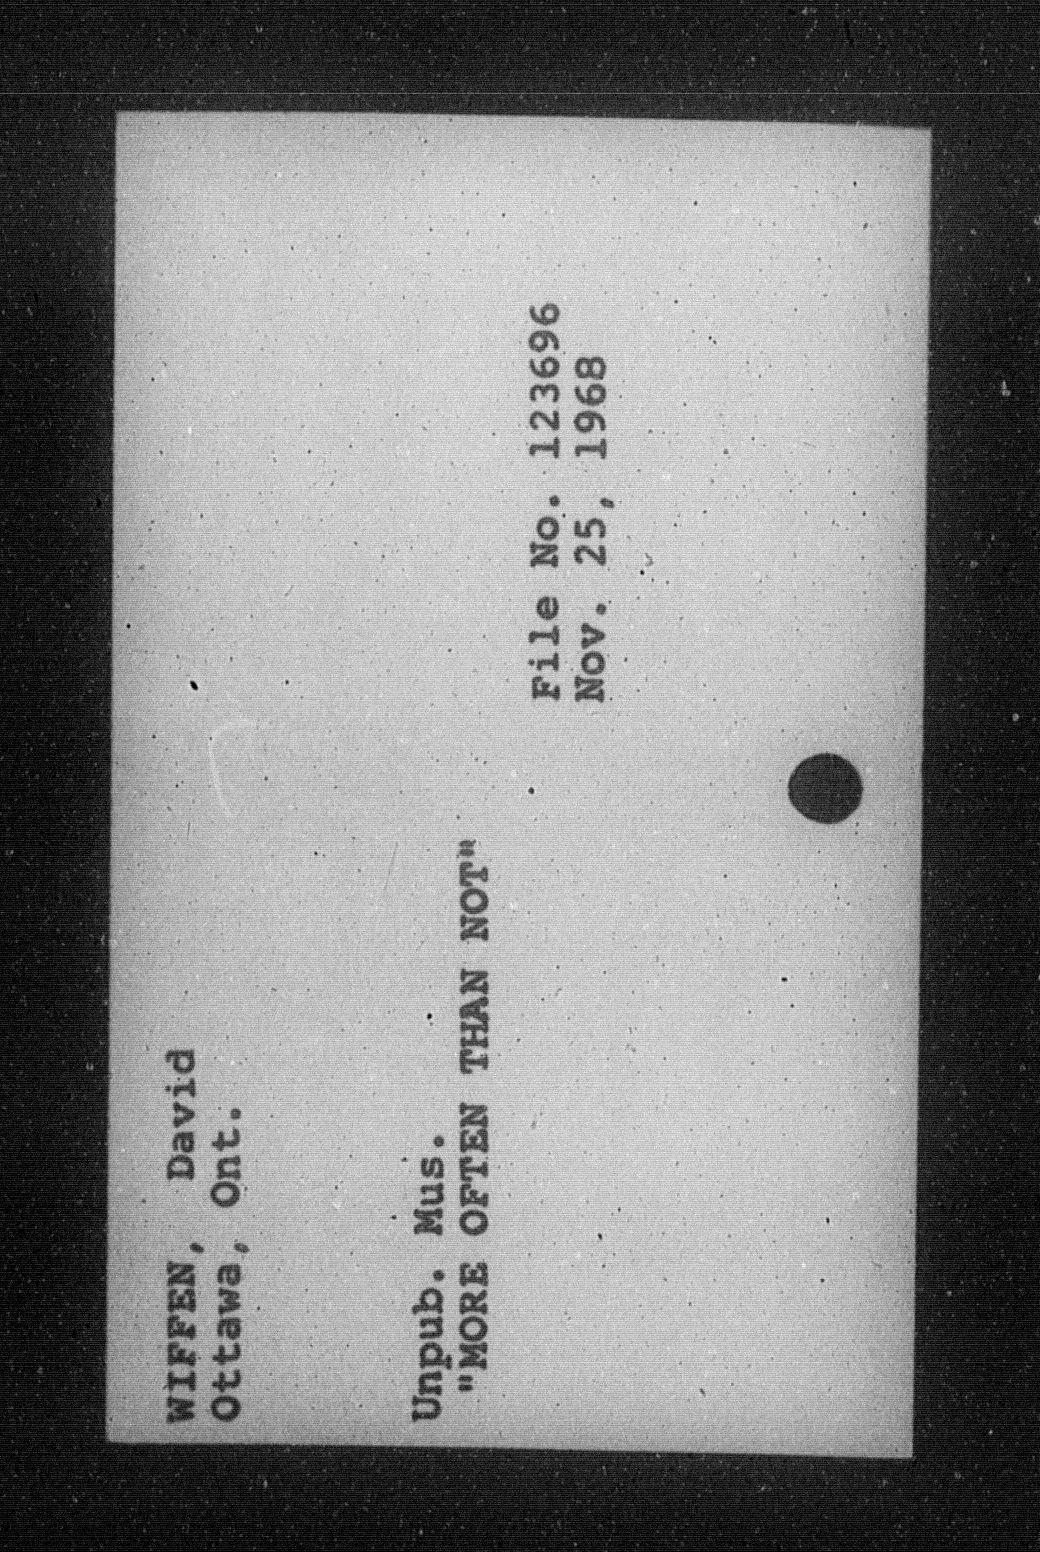 WIFFEN, David
Ottawa, Ont.
Unpub. Mus.
"MORE OFTEN THAN NOT"
File No. 123696
Nov. 25, 1968